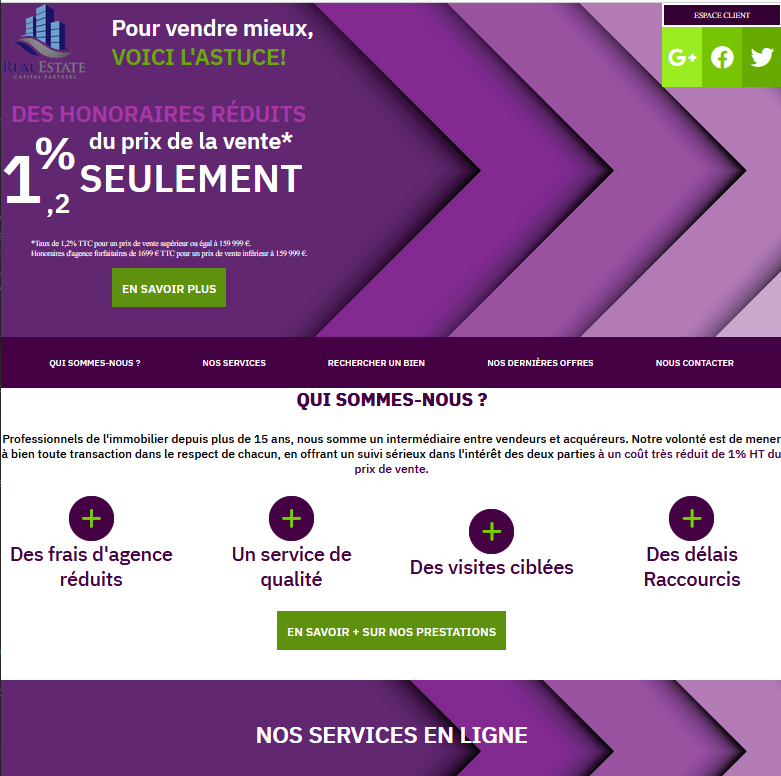 REAL ESTATE
CAPITAL PARTNERS
Pour vendre mieux,
VOICI L'ASTUCE!
ESPACE CLIENT
G+
DES HONORAIRES RÉDUITS
1,2 %
du prix de la vente*
SEULEMENT
*Taux de 1,2% TTC pour un prix de vente supérieur ou égal à 159 999 €.
Honoraires d'agence forfaitaires de 1699 € TTC pour un prix de vente inférieur à 159 999 €.
EN SAVOIR PLUS
QUI SOMMES-NOUS ?
NOS SERVICES
RECHERCHER UN BIEN
NOS DERNIÈRES OFFRES
NOUS CONTACTER
QUI SOMMES-NOUS ?
Professionnels de l'immobilier depuis plus de 15 ans, nous somme un intermédiaire entre vendeurs et acquéreurs. Notre volonté est de mener
à bien toute transaction dans le respect de chacun, en offrant un suivi sérieux dans l'intérêt des deux parties à un coût très réduit de 1% HT du
prix de vente.
Des frais d'agence
réduits
Un service de
qualité
Des visites ciblées
Des délais
Raccourcis
EN SAVOIR + SUR NOS PRESTATIONS
NOS SERVICES EN LIGNE